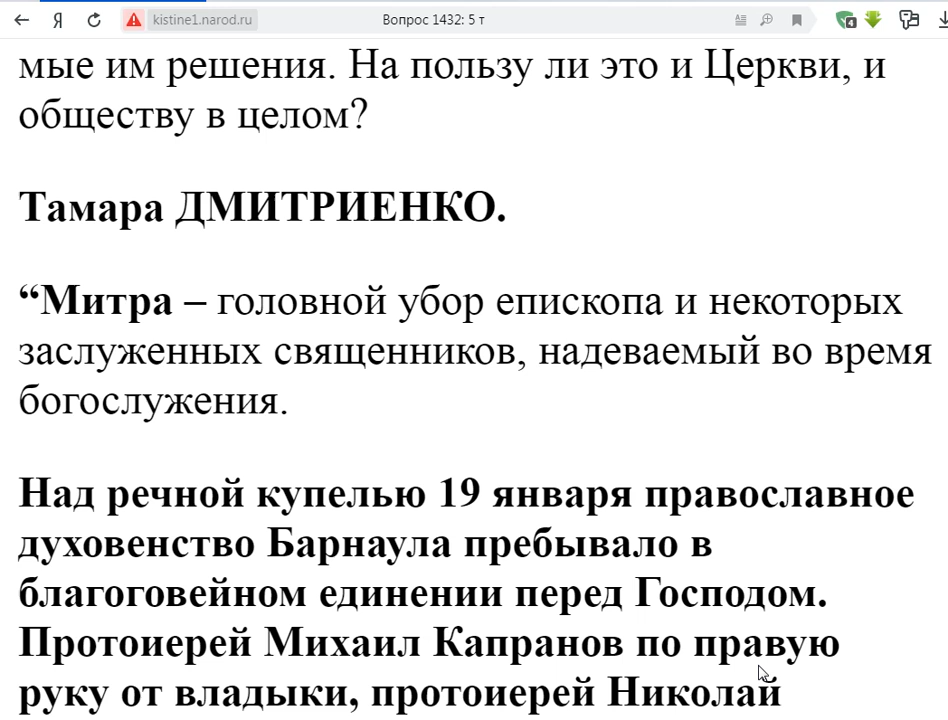 Я
kistine1.narod.ru
Вопрос 1432: 5 т
4
мые им решения. На пользу ли это и Церкви, и
обществу в целом?
Тамара ДМИТРИЕНКО.
“Митра – головной убор епископа и некоторых
заслуженных священников, надеваемый во время
богослужения.
Над речной купелью 19 января православное
духовенство Барнаула пребывало в
благоговейном единении перед Господом.
Протоиерей Михаил Капранов по правую
руку от владыки, протоиерей Николай